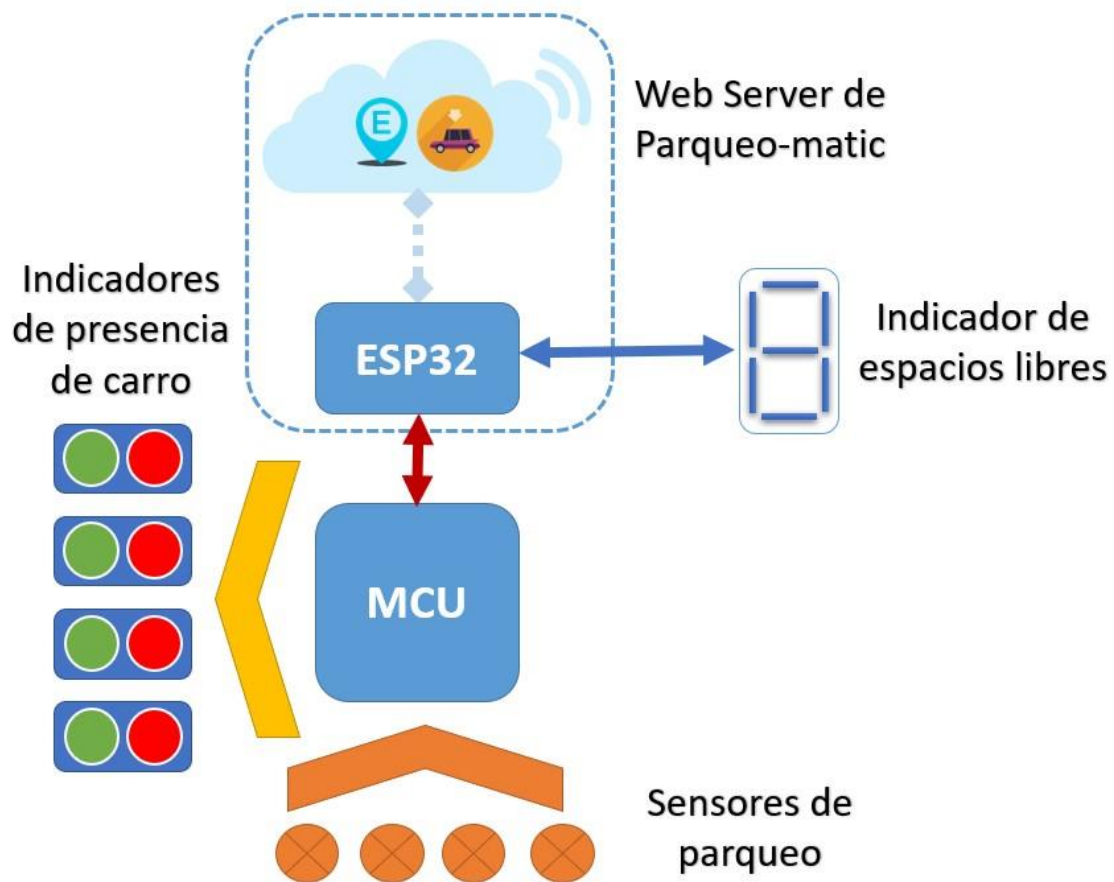 E
Web Server de
Parqueo-matic
Indicadores
de presencia
de carro
ESP32
Indicador de
espacios libres
MCU
Sensores de
parqueo